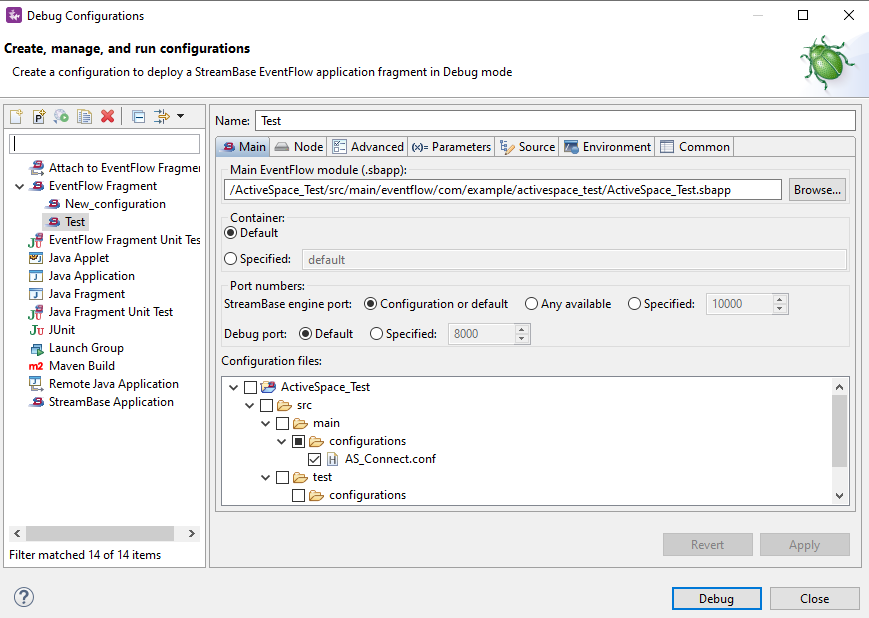 Debug Configurations
Create, manage, and run configurations
Create a configuration to deploy a StreamBase EventFlow application fragment in Debug mode
Name: Test
Main Node Advanced (x)= Parameters Source Environment Common
Attach to EventFlow Fragmer
EventFlow Fragment
New_configuration
Test
EventFlow Fragment Unit Tes
Java Applet
Java Application
Java Fragment
Java Fragment Unit Test
JUnit
Launch Group
Maven Build
Remote Java Application
StreamBase Application
Filter matched 14 of 14 items
Main EventFlow module (.sbapp):
/ActiveSpace_Test/src/main/eventflow/com/example/activespace_test/ActiveSpace_Test.sbapp Browse...
Container:
Default
Specified: default
Port numbers:
StreamBase engine port: Configuration or default Any available Specified: 10000
Debug port: Default Specified: 8000
Configuration files:
ActiveSpace_Test
src
main
configurations
AS_Connect.conf
test
configurations
Revert Apply
Debug Close